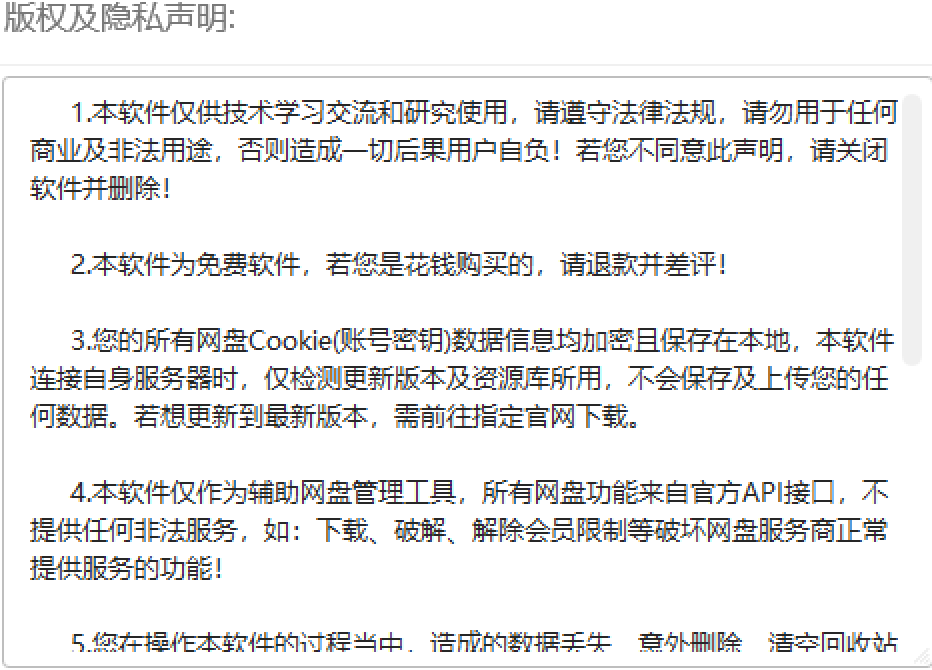 版权及隐私声明:
1.本软件仅供技术学习交流和研究使用，请遵守法律法规，请勿用于任何
商业及非法用途，否则造成一切后果用户自负！若您不同意此声明，请关闭
软件并删除！
2.本软件为免费软件，若您是花钱购买的，请退款并差评！
3.您的所有网盘Cookie(账号密钥)数据信息均加密且保存在本地，本软件
连接自身服务器时，仅检测更新版本及资源库所用，不会保存及上传您的任
何数据。若想更新到最新版本，需前往指定官网下载。
4.本软件仅作为辅助网盘管理工具，所有网盘功能来自官方API接口，不
提供任何非法服务，如：下载、破解、解除会员限制等破坏网盘服务商正常
提供服务的功能！
5.您在操作本软件的过程当中，造成的数据丢失、意外删除、清空回收站